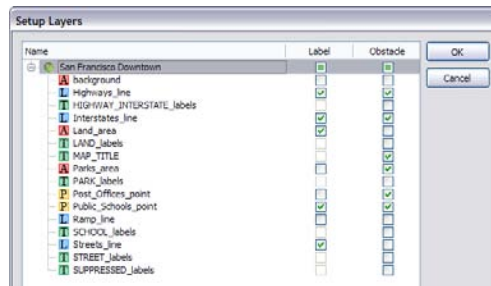 Setup Layers
Name Label Obstacle
OK
San Francisco Downtown
Cancel
A background
L Highways_line
T HIGHWAY_INTERSTATE_labels
L Interstates_line
A Land_area
T LAND_labels
T MAP_TITLE
A Parks_area
T PARK_labels
P Post_Offices_point
P Public_Schools_point
L Ramp_line
T SCHOOL_labels
L Streets_line
T STREET_labels
T SUPPRESSED_labels